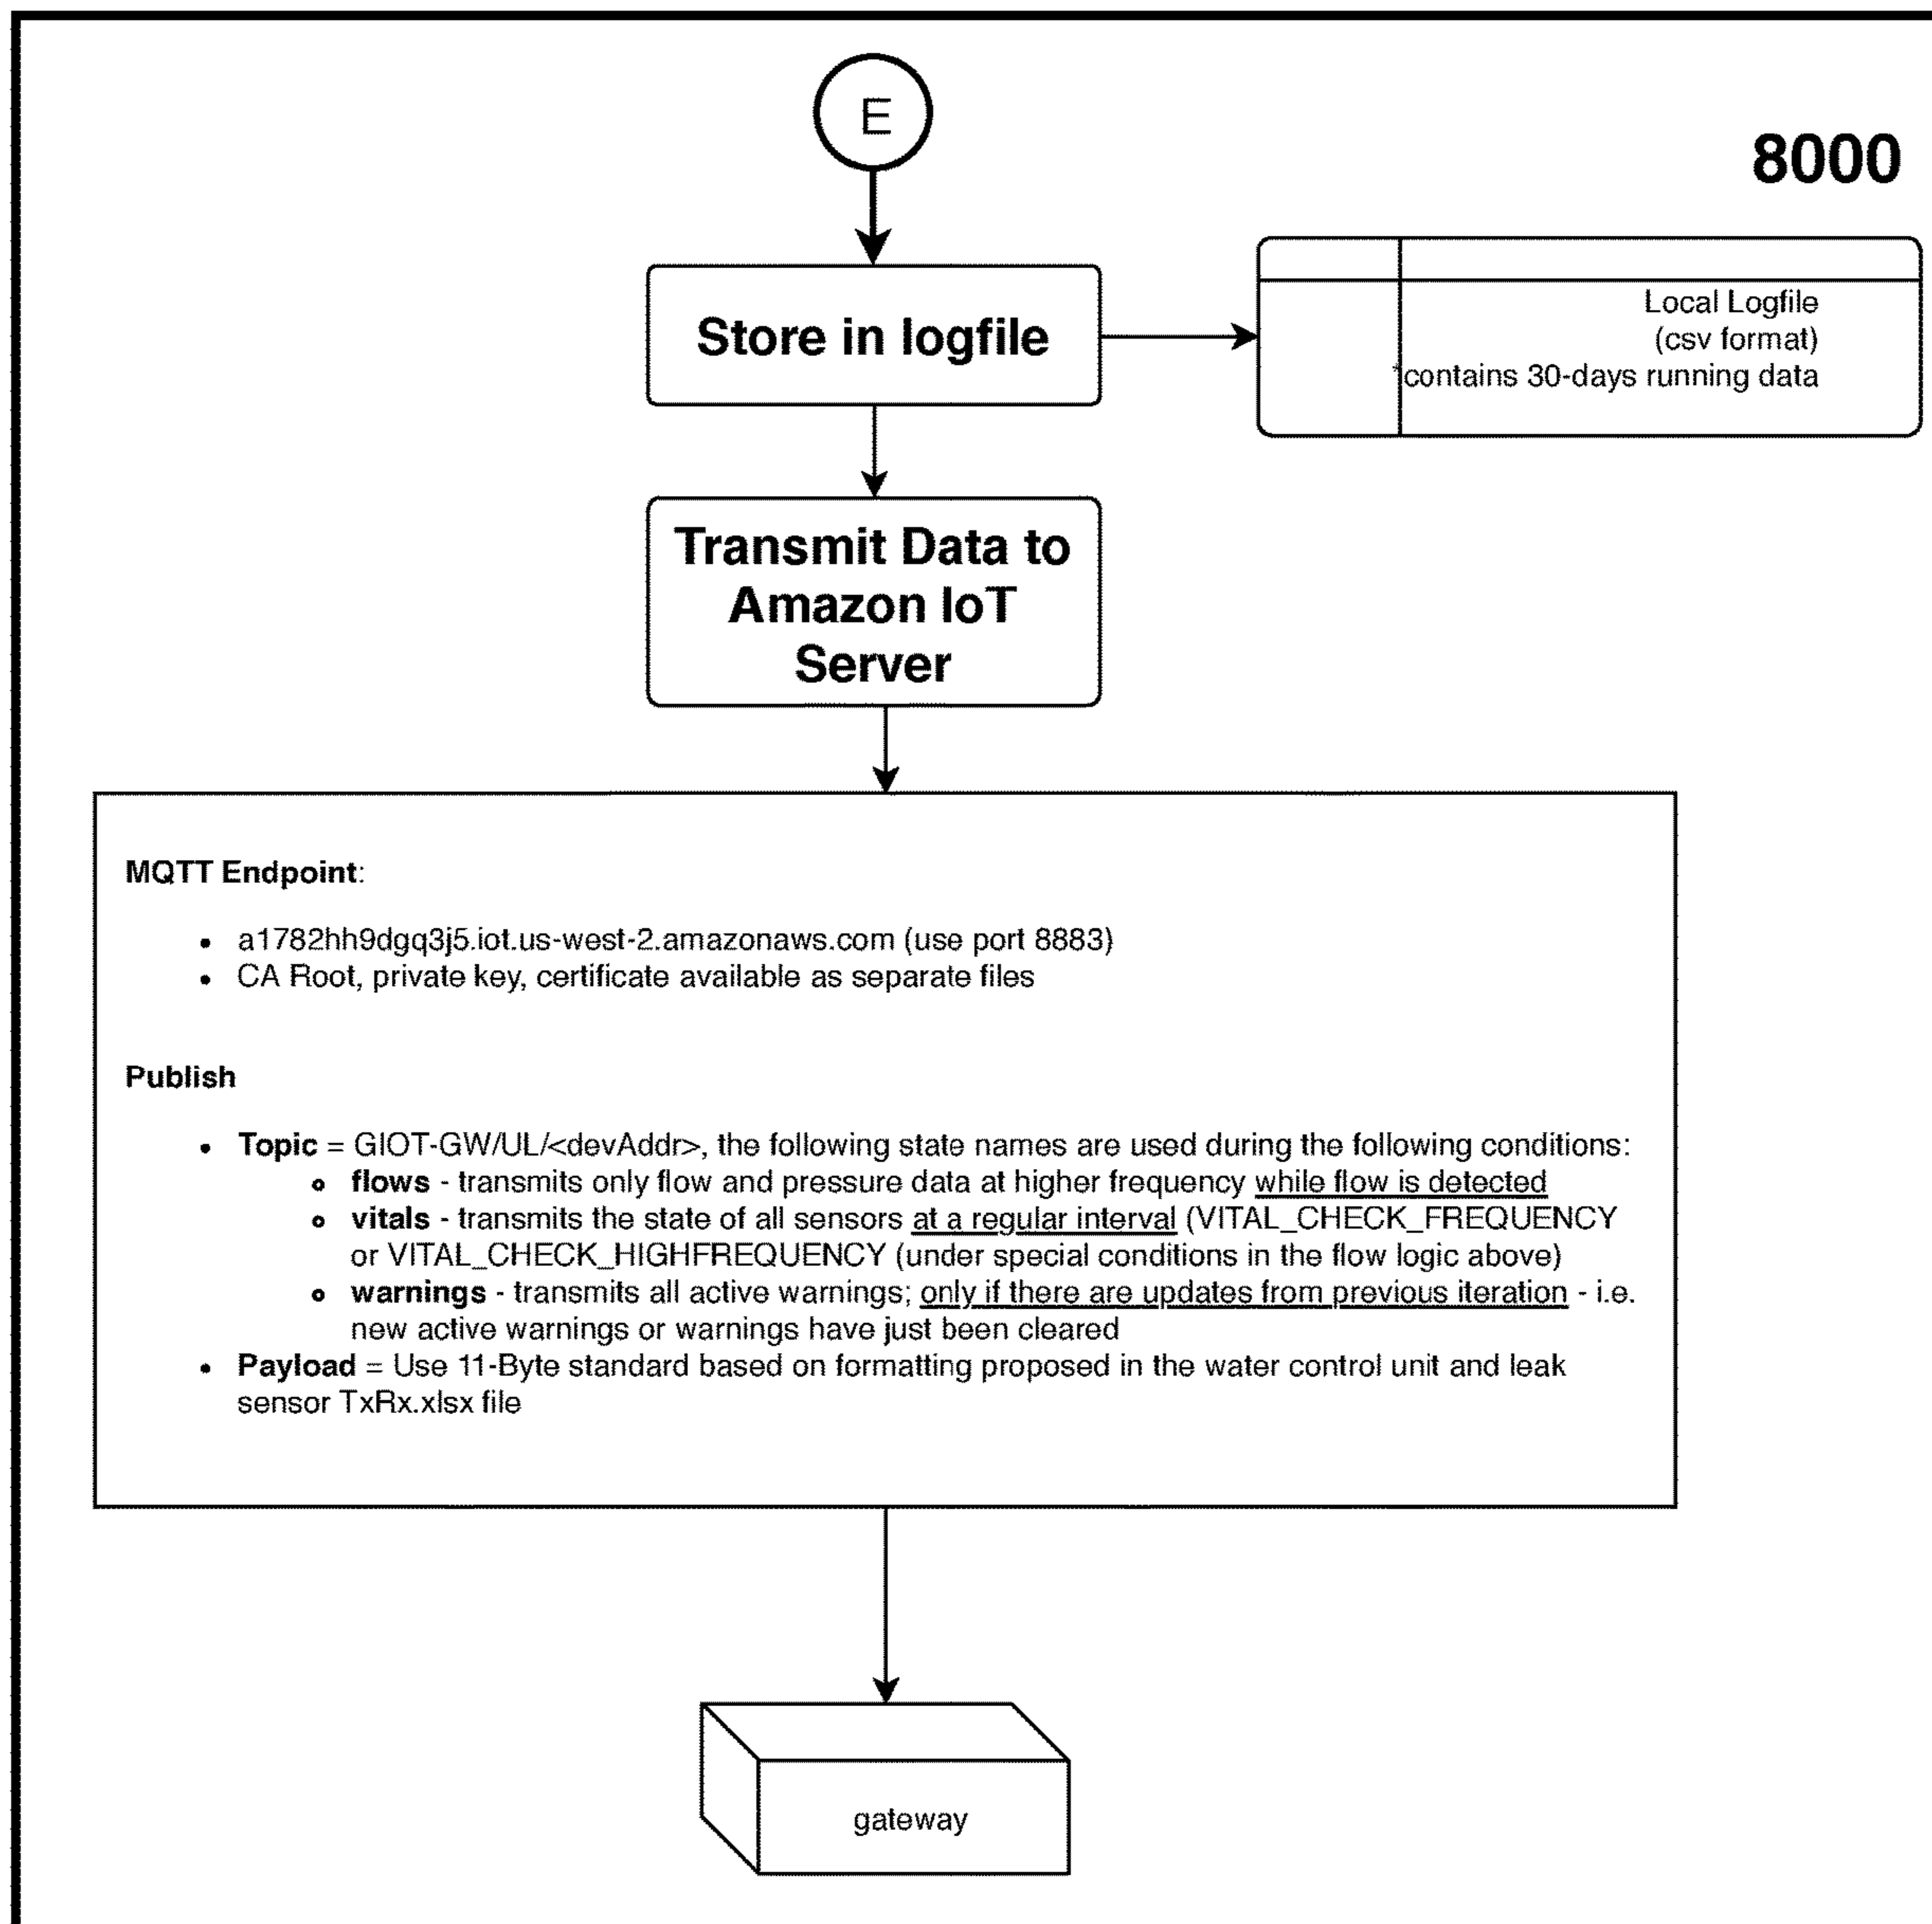 E
8000
Store in logfile
Local Logfile
(csv format)
*contains 30-days running data
Transmit Data to
Amazon IoT
Server
MQTT Endpoint:
• a1782hh9dgq3j5.iot.us-west-2.amazonaws.com (use port 8883)
• CA Root, private key, certificate available as separate files
Publish
• Topic = GIOT-GW/UL/<devAddr>, the following state names are used during the following conditions:
o flows - transmits only flow and pressure data at higher frequency while flow is detected
o vitals - transmits the state of all sensors at a regular interval (VITAL_CHECK_FREQUENCY
or VITAL_CHECK_HIGHFREQUENCY (under special conditions in the flow logic above)
o warnings - transmits all active warnings; only if there are updates from previous iteration - i.e.
new active warnings or warnings have just been cleared
• Payload = Use 11-Byte standard based on formatting proposed in the water control unit and leak
sensor TxRx.xlsx file
gateway